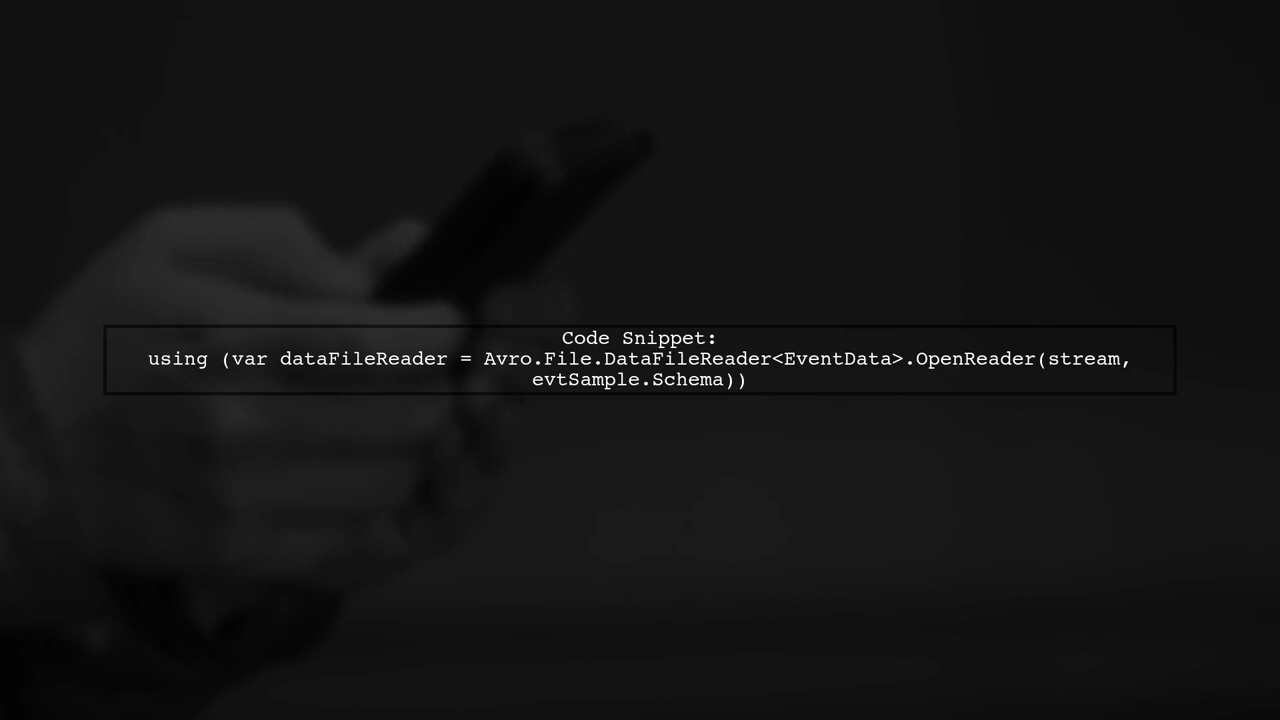 Code Snippet:
using (var dataFileReader = Avro.File.DataFileReader<EventData>.OpenReader(stream,
evtSample.Schema))